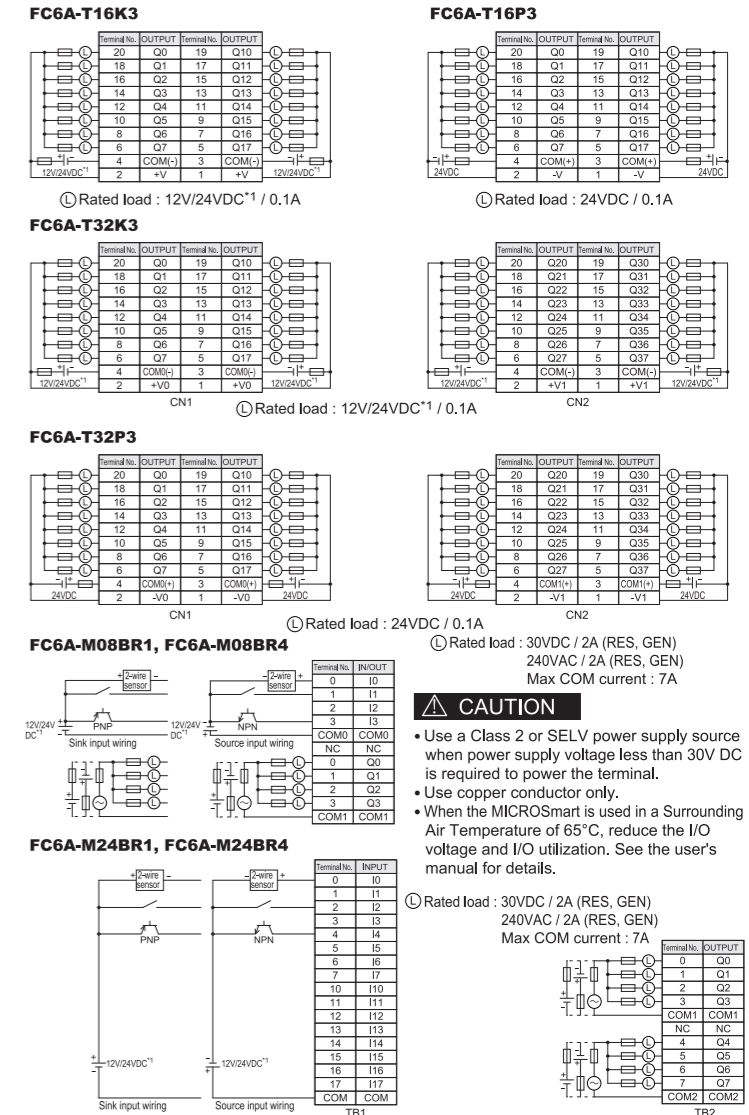 FC6A-T16K3
Terminal No. OUTPUT Terminal No. OUTPUT
L 20 Q0 19 Q10 L
L 18 Q1 17 Q11 L
L 16 Q2 15 Q12 L
L 14 Q3 13 Q13 L
L 12 Q4 11 Q14 L
L 10 Q5 9 Q15 L
L 8 Q6 7 Q16 L
L 6 Q7 5 Q17 L
+ - 4 COM(-) 3 COM(-) - +
12V/24VDC*1 2 +V 1 +V 12V/24VDC*1
L Rated load : 12V/24VDC*1 / 0.1A
FC6A-T16P3
Terminal No. OUTPUT Terminal No. OUTPUT
L 20 Q0 19 Q10 L
L 18 Q1 17 Q11 L
L 16 Q2 15 Q12 L
L 14 Q3 13 Q13 L
L 12 Q4 11 Q14 L
L 10 Q5 9 Q15 L
L 8 Q6 7 Q16 L
L 6 Q7 5 Q17 L
- + 4 COM(+) 3 COM(+) + -
24VDC 2 -V 1 -V 24VDC
L Rated load : 24VDC / 0.1A
FC6A-T32K3
Terminal No. OUTPUT Terminal No. OUTPUT
L 20 Q0 19 Q10 L
L 18 Q1 17 Q11 L
L 16 Q2 15 Q12 L
L 14 Q3 13 Q13 L
L 12 Q4 11 Q14 L
L 10 Q5 9 Q15 L
L 8 Q6 7 Q16 L
L 6 Q7 5 Q17 L
+ - 4 COM0(-) 3 COM0(-) - +
12V/24VDC*1 2 +V0 1 +V0 12V/24VDC*1
CN1
Terminal No. OUTPUT Terminal No. OUTPUT
L 20 Q20 19 Q30 L
L 18 Q21 17 Q31 L
L 16 Q22 15 Q32 L
L 14 Q23 13 Q33 L
L 12 Q24 11 Q34 L
L 10 Q25 9 Q35 L
L 8 Q26 7 Q36 L
L 6 Q27 5 Q37 L
+ - 4 COM(-) 3 COM(-) - +
12V/24VDC*1 2 +V1 1 +V1 12V/24VDC*1
CN2
L Rated load : 12V/24VDC*1 / 0.1A
FC6A-T32P3
Terminal No. OUTPUT Terminal No. OUTPUT
L 20 Q0 19 Q10 L
L 18 Q1 17 Q11 L
L 16 Q2 15 Q12 L
L 14 Q3 13 Q13 L
L 12 Q4 11 Q14 L
L 10 Q5 9 Q15 L
L 8 Q6 7 Q16 L
L 6 Q7 5 Q17 L
- + 4 COM0(+) 3 COM0(+) + -
24VDC 2 -V0 1 -V0 24VDC
CN1
Terminal No. OUTPUT Terminal No. OUTPUT
L 20 Q20 19 Q30 L
L 18 Q21 17 Q31 L
L 16 Q22 15 Q32 L
L 14 Q23 13 Q33 L
L 12 Q24 11 Q34 L
L 10 Q25 9 Q35 L
L 8 Q26 7 Q36 L
L 6 Q27 5 Q37 L
- + 4 COM1(+) 3 COM1(+) + -
24VDC 2 -V1 1 -V1 24VDC
CN2
L Rated load : 24VDC / 0.1A
FC6A-M08BR1, FC6A-M08BR4
+ 2-wire sensor -
PNP
12V/24V DC*1
Sink input wiring
- 2-wire sensor +
NPN
12V/24V DC*1
Source input wiring
Terminal No. IN/OUT
0 I0
1 I1
2 I2
3 I3
COM0 COM0
NC NC
L L 0 Q0
L L 1 Q1
L L 2 Q2
L L 3 Q3
COM1 COM1
L Rated load : 30VDC / 2A (RES, GEN)
240VAC / 2A (RES, GEN)
Max COM current : 7A
⚠ CAUTION
• Use a Class 2 or SELV power supply source
when power supply voltage less than 30V DC
is required to power the terminal.
• Use copper conductor only.
• When the MICROSmart is used in a Surrounding
Air Temperature of 65°C, reduce the I/O
voltage and I/O utilization. See the user's
manual for details.
FC6A-M24BR1, FC6A-M24BR4
+ 2-wire sensor -
PNP
12V/24VDC*1
Sink input wiring
- 2-wire sensor +
NPN
12V/24VDC*1
Source input wiring
Terminal No. INPUT
0 I0
1 I1
2 I2
3 I3
4 I4
5 I5
6 I6
7 I7
10 I10
11 I11
12 I12
13 I13
14 I14
15 I15
16 I16
17 I17
COM COM
TB1
L Rated load : 30VDC / 2A (RES, GEN)
240VAC / 2A (RES, GEN)
Max COM current : 7A
Terminal No. OUTPUT
L 0 Q0
L 1 Q1
L 2 Q2
L 3 Q3
COM1 COM1
NC NC
L 4 Q4
L 5 Q5
L 6 Q6
L 7 Q7
COM2 COM2
TB2